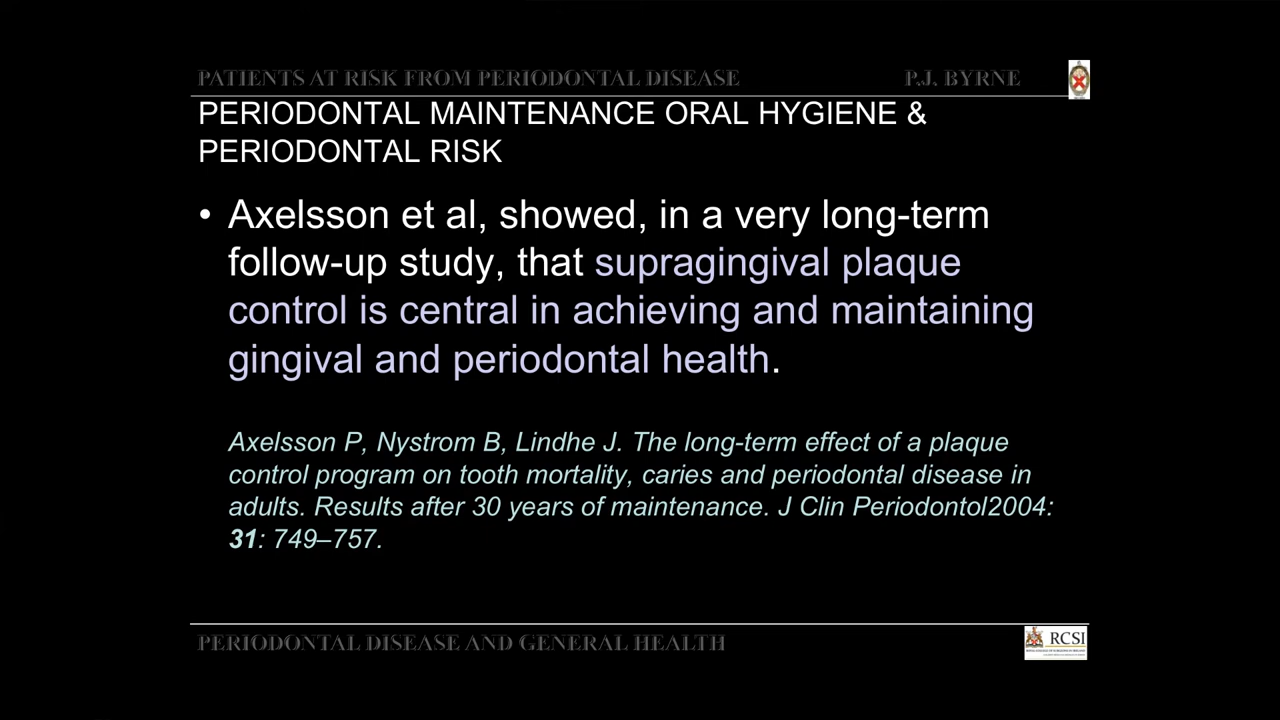 PATIENTS AT RISK FROM PERIODONTAL DISEASE P.J. BYRNE
PERIODONTAL MAINTENANCE ORAL HYGIENE &
PERIODONTAL RISK
• Axelsson et al, showed, in a very long-term
follow-up study, that supragingival plaque
control is central in achieving and maintaining
gingival and periodontal health.
Axelsson P, Nystrom B, Lindhe J. The long-term effect of a plaque
control program on tooth mortality, caries and periodontal disease in
adults. Results after 30 years of maintenance. J Clin Periodontol2004:
31: 749–757.
PERIODONTAL DISEASE AND GENERAL HEALTH
RCSI